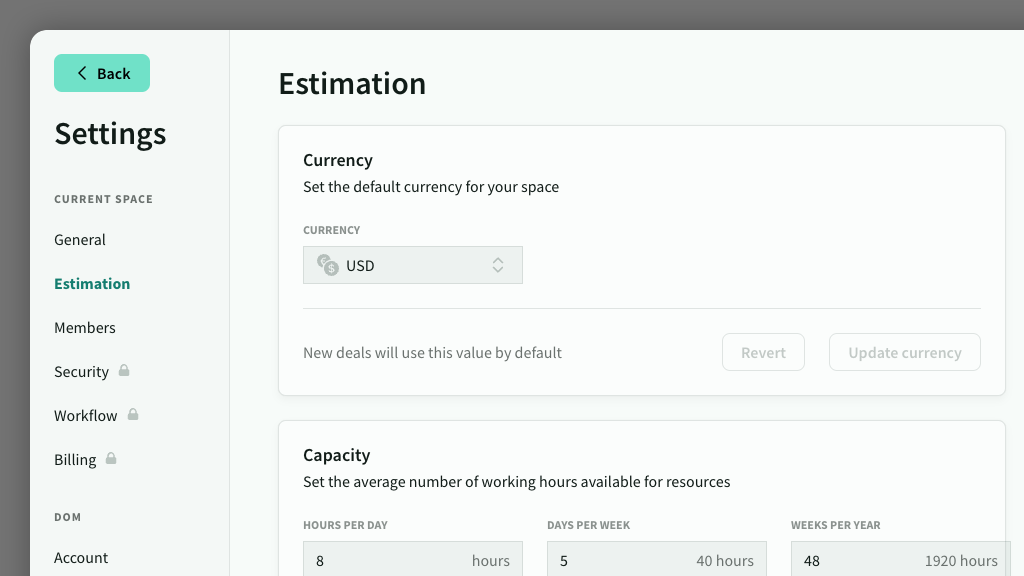 Back
Settings
CURRENT SPACE
General
Estimation
Members
Security
Workflow
Billing
DOM
Account
Estimation
Currency
Set the default currency for your space
CURRENCY
USD
New deals will use this value by default
Revert
Update currency
Capacity
Set the average number of working hours available for resources
HOURS PER DAY
DAYS PER WEEK
WEEKS PER YEAR
8 hours
5 40 hours
48 1920 hours